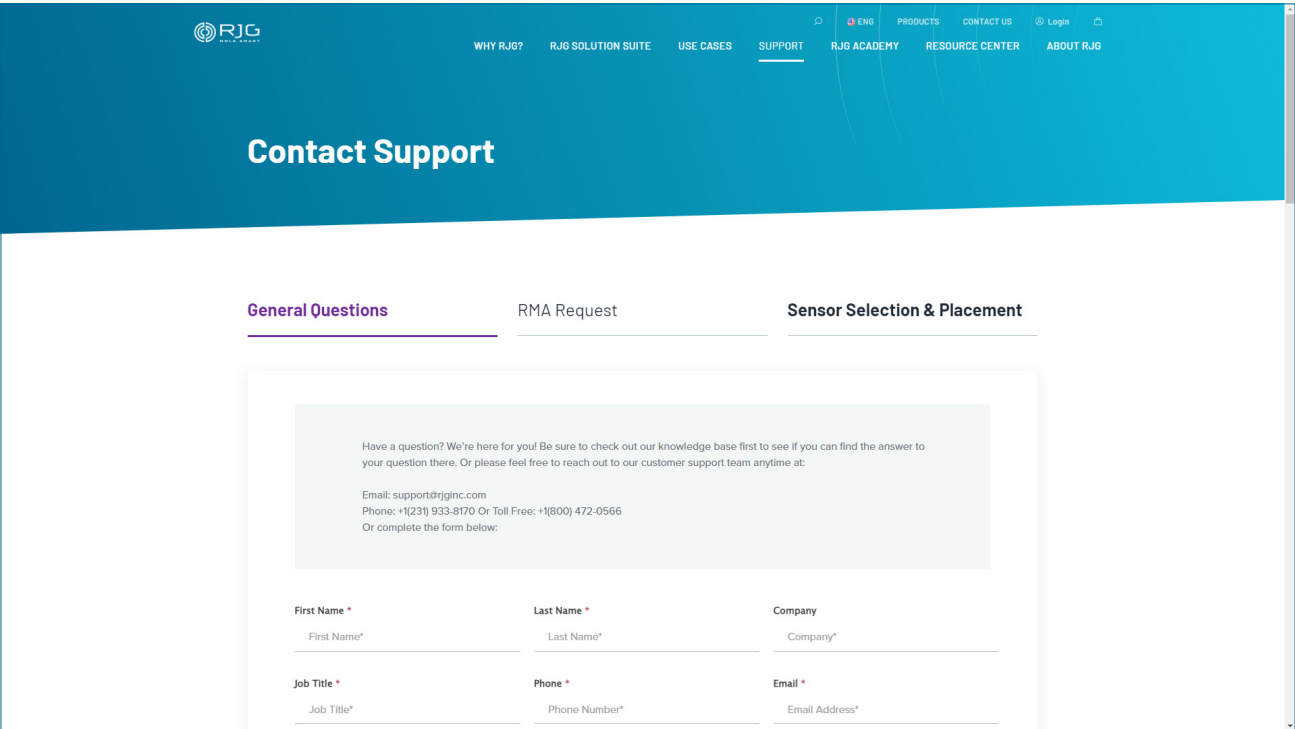 RJG
MOLD SMART
ENG PRODUCTS CONTACT US Login
WHY RJG? RJG SOLUTION SUITE USE CASES SUPPORT RJG ACADEMY RESOURCE CENTER ABOUT RJG
Contact Support
General Questions RMA Request Sensor Selection & Placement
Have a question? We're here for you! Be sure to check out our knowledge base first to see if you can find the answer to
your question there. Or please feel free to reach out to our customer support team anytime at:
Email: support@rjginc.com
Phone: +1(231) 933-8170 Or Toll Free: +1(800) 472-0566
Or complete the form below:
First Name * Last Name * Company
First Name* Last Name* Company*
Job Title * Phone * Email *
Job Title* Phone Number* Email Address*